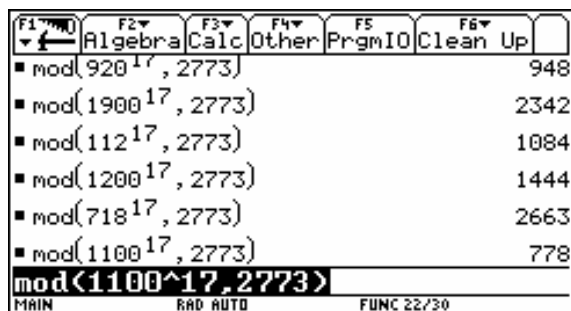 F1 F2 F3 F4 F5 F6
Algebra Calc Other PrgmIO Clean Up
▪ mod(920^17, 2773) 948
▪ mod(1900^17, 2773) 2342
▪ mod(112^17, 2773) 1084
▪ mod(1200^17, 2773) 1444
▪ mod(718^17, 2773) 2663
▪ mod(1100^17, 2773) 778
mod(1100^17,2773)
MAIN RAD AUTO FUNC 22/30